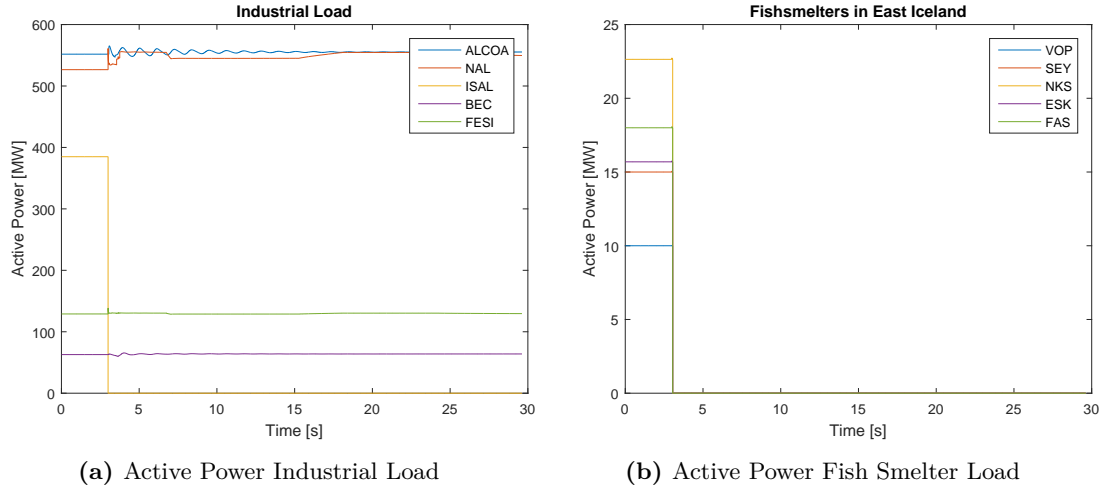 Industrial Load
600
500
400
300
200
100
0
Active Power [MW]
0 5 10 15 20 25 30
Time [s]
ALCOA
NAL
ISAL
BEC
FESI
(a) Active Power Industrial Load
Fishsmelters in East Iceland
25
20
15
10
5
0
Active Power [MW]
0 5 10 15 20 25 30
Time [s]
VOP
SEY
NKS
ESK
FAS
(b) Active Power Fish Smelter Load